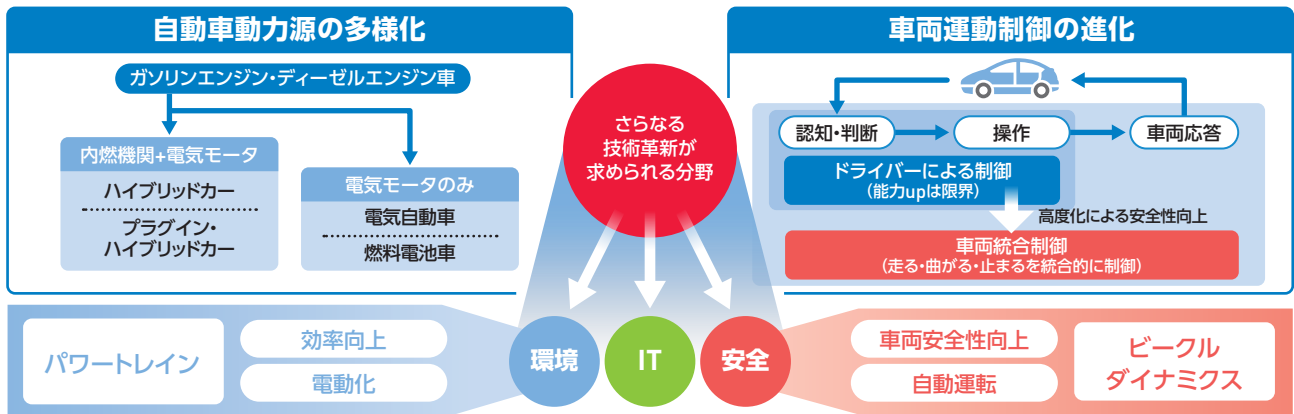 自動車動力源の多様化
ガソリンエンジン・ディーゼルエンジン車
内燃機関+電気モータ
ハイブリッドカー
プラグイン・
ハイブリッドカー
電気モータのみ
電気自動車
燃料電池車
さらなる
技術革新が
求められる分野
車両運動制御の進化
認知・判断
操作
車両応答
ドライバーによる制御
(能力upは限界)
高度化による安全性向上
車両統合制御
(走る・曲がる・止まるを統合的に制御)
パワートレイン
効率向上
電動化
環境
IT
安全
車両安全性向上
自動運転
ビークル
ダイナミクス